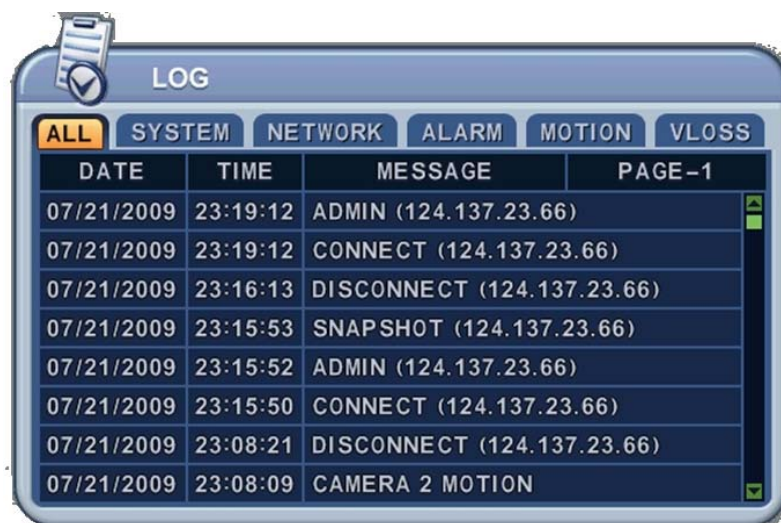 LOG
ALL SYSTEM NETWORK ALARM MOTION VLOSS
DATE TIME MESSAGE PAGE-1
07/21/2009 23:19:12 ADMIN (124.137.23.66)
07/21/2009 23:19:12 CONNECT (124.137.23.66)
07/21/2009 23:16:13 DISCONNECT (124.137.23.66)
07/21/2009 23:15:53 SNAPSHOT (124.137.23.66)
07/21/2009 23:15:52 ADMIN (124.137.23.66)
07/21/2009 23:15:50 CONNECT (124.137.23.66)
07/21/2009 23:08:21 DISCONNECT (124.137.23.66)
07/21/2009 23:08:09 CAMERA 2 MOTION